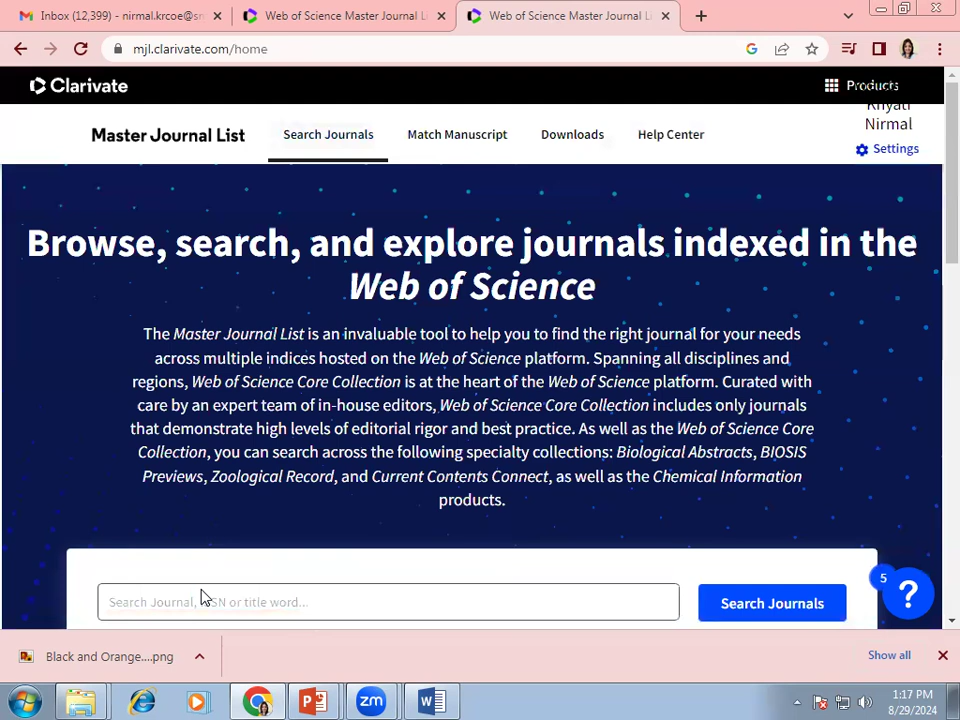 Inbox (12,399) - nirmal.krcoe@sn
Web of Science Master Journal L
Web of Science Master Journal L
mjl.clarivate.com/home
Clarivate
Products
Khyati
Nirmal
Settings
Master Journal List
Search Journals
Match Manuscript
Downloads
Help Center
Browse, search, and explore journals indexed in the
Web of Science
The Master Journal List is an invaluable tool to help you to find the right journal for your needs
across multiple indices hosted on the Web of Science platform. Spanning all disciplines and
regions, Web of Science Core Collection is at the heart of the Web of Science platform. Curated with
care by an expert team of in-house editors, Web of Science Core Collection includes only journals
that demonstrate high levels of editorial rigor and best practice. As well as the Web of Science Core
Collection, you can search across the following specialty collections: Biological Abstracts, BIOSIS
Previews, Zoological Record, and Current Contents Connect, as well as the Chemical Information
products.
Search Journal, ISSN or title word...
Search Journals
5
?
Black and Orange....png
Show all
zm
1:17 PM
8/29/2024